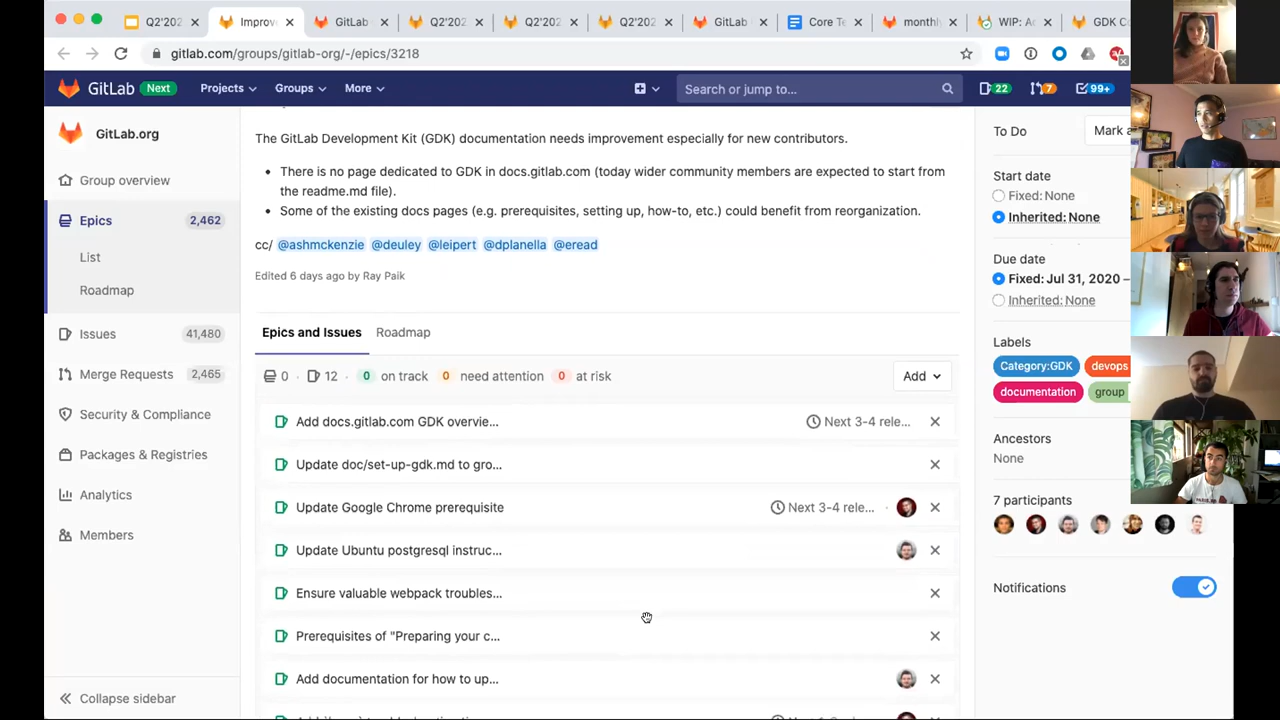 Q2'202
Improv
GitLab
Q2'202
Q2'202
Q2'202
GitLab
Core Te
monthly
WIP: Ae
GDK C
gitlab.com/groups/gitlab-org/-/epics/3218
GitLab Next
Projects
Groups
More
Search or jump to...
22
7
99+
GitLab.org
Group overview
Epics 2,462
List
Roadmap
Issues 41,480
Merge Requests 2,465
Security & Compliance
Packages & Registries
Analytics
Members
Collapse sidebar
The GitLab Development Kit (GDK) documentation needs improvement especially for new contributors.
• There is no page dedicated to GDK in docs.gitlab.com (today wider community members are expected to start from
the readme.md file).
• Some of the existing docs pages (e.g. prerequisites, setting up, how-to, etc.) could benefit from reorganization.
cc/ @ashmckenzie @deuley @leipert @dplanella @eread
Edited 6 days ago by Ray Paik
Epics and Issues Roadmap
0 · 12 · 0 on track 0 need attention 0 at risk
Add
Add docs.gitlab.com GDK overvie... Next 3-4 rele...
Update doc/set-up-gdk.md to gro...
Update Google Chrome prerequisite Next 3-4 rele... ·
Update Ubuntu postgresql instruc...
Ensure valuable webpack troubles...
Prerequisites of "Preparing your c...
Add documentation for how to up...
To Do
Mark a
Start date
Fixed: None
Inherited: None
Due date
Fixed: Jul 31, 2020 –
Inherited: None
Labels
Category:GDK devops
documentation group
Ancestors
None
7 participants
Notifications